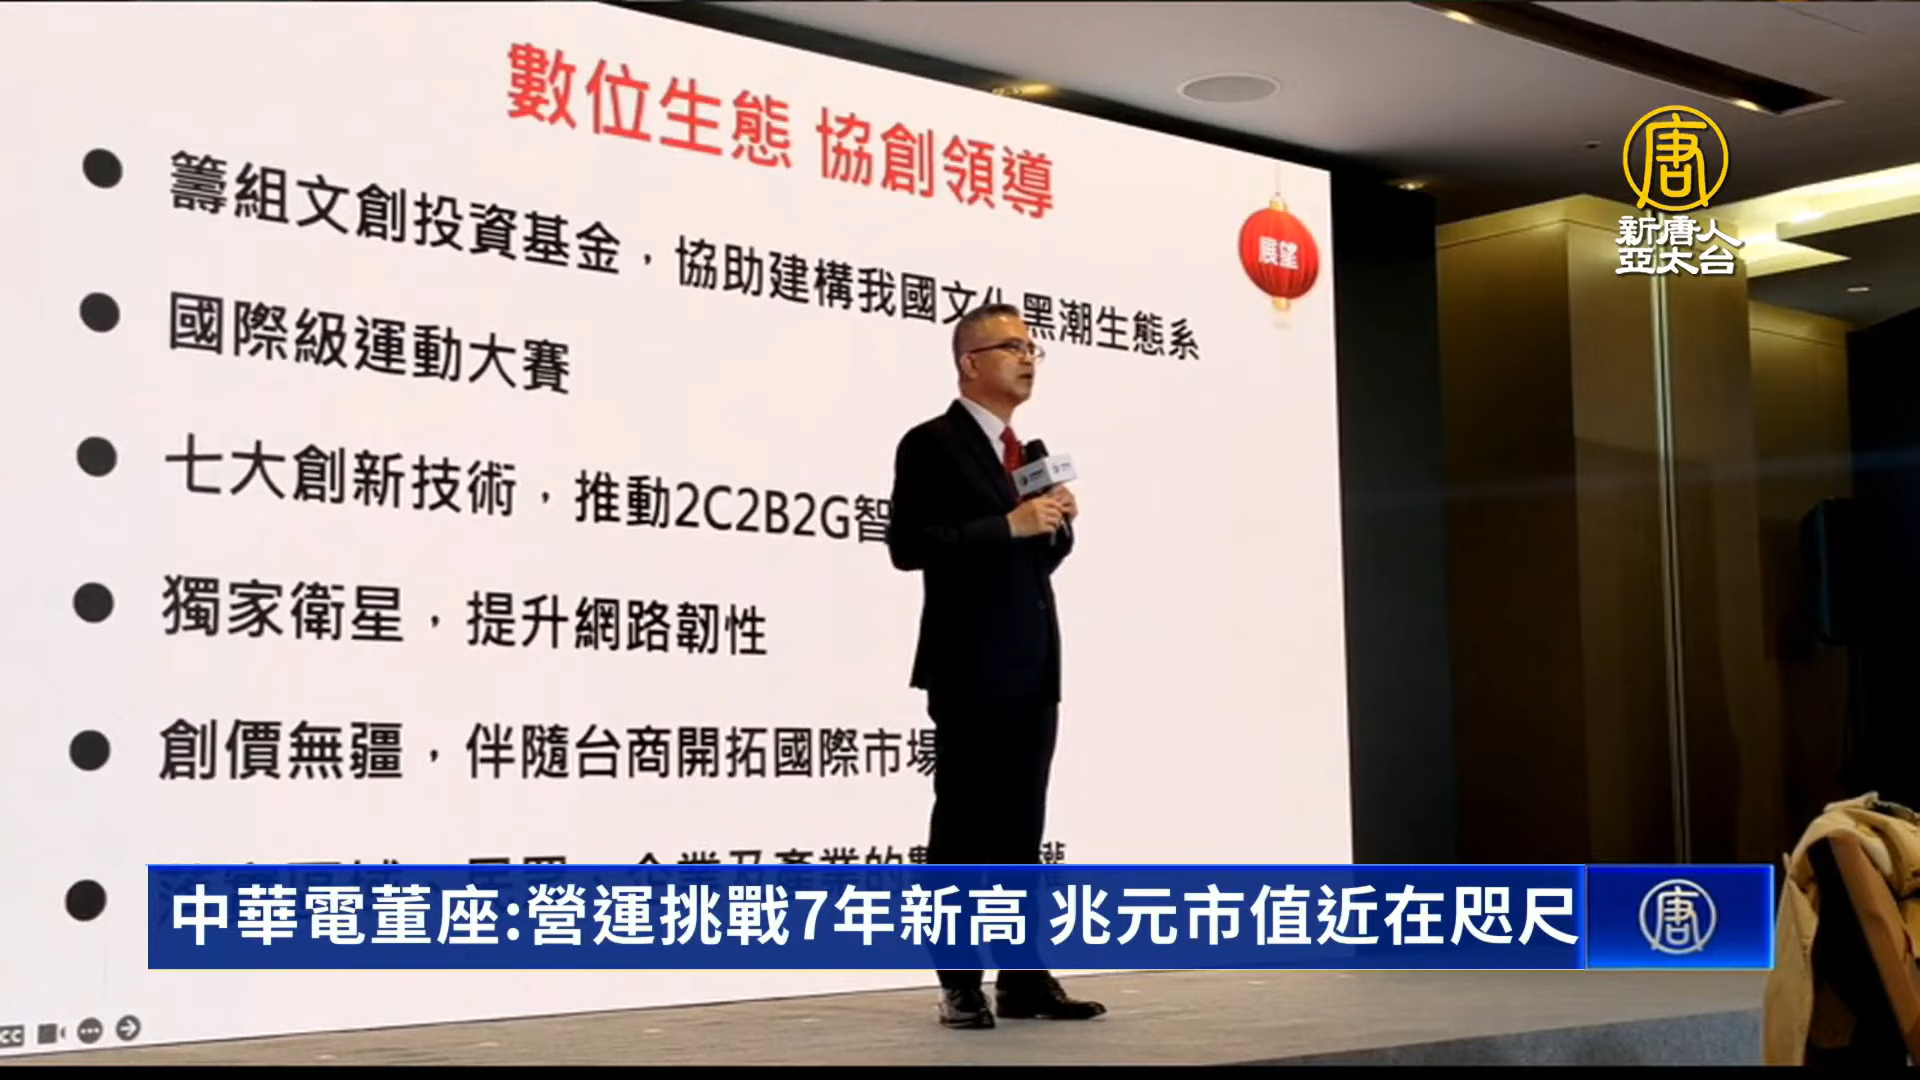 數位生態 協創領導
籌組文創投資基金，協助建構我國文化黑潮生態系
展望
國際級運動大賽
七大創新技術，推動2C2B2G智
獨家衛星，提升網路韌性
創價無疆，伴隨台商開拓國際市場
唐
新唐人
亞太台
中華電董座:營運挑戰7年新高 兆元市值近在咫尺
唐
CC